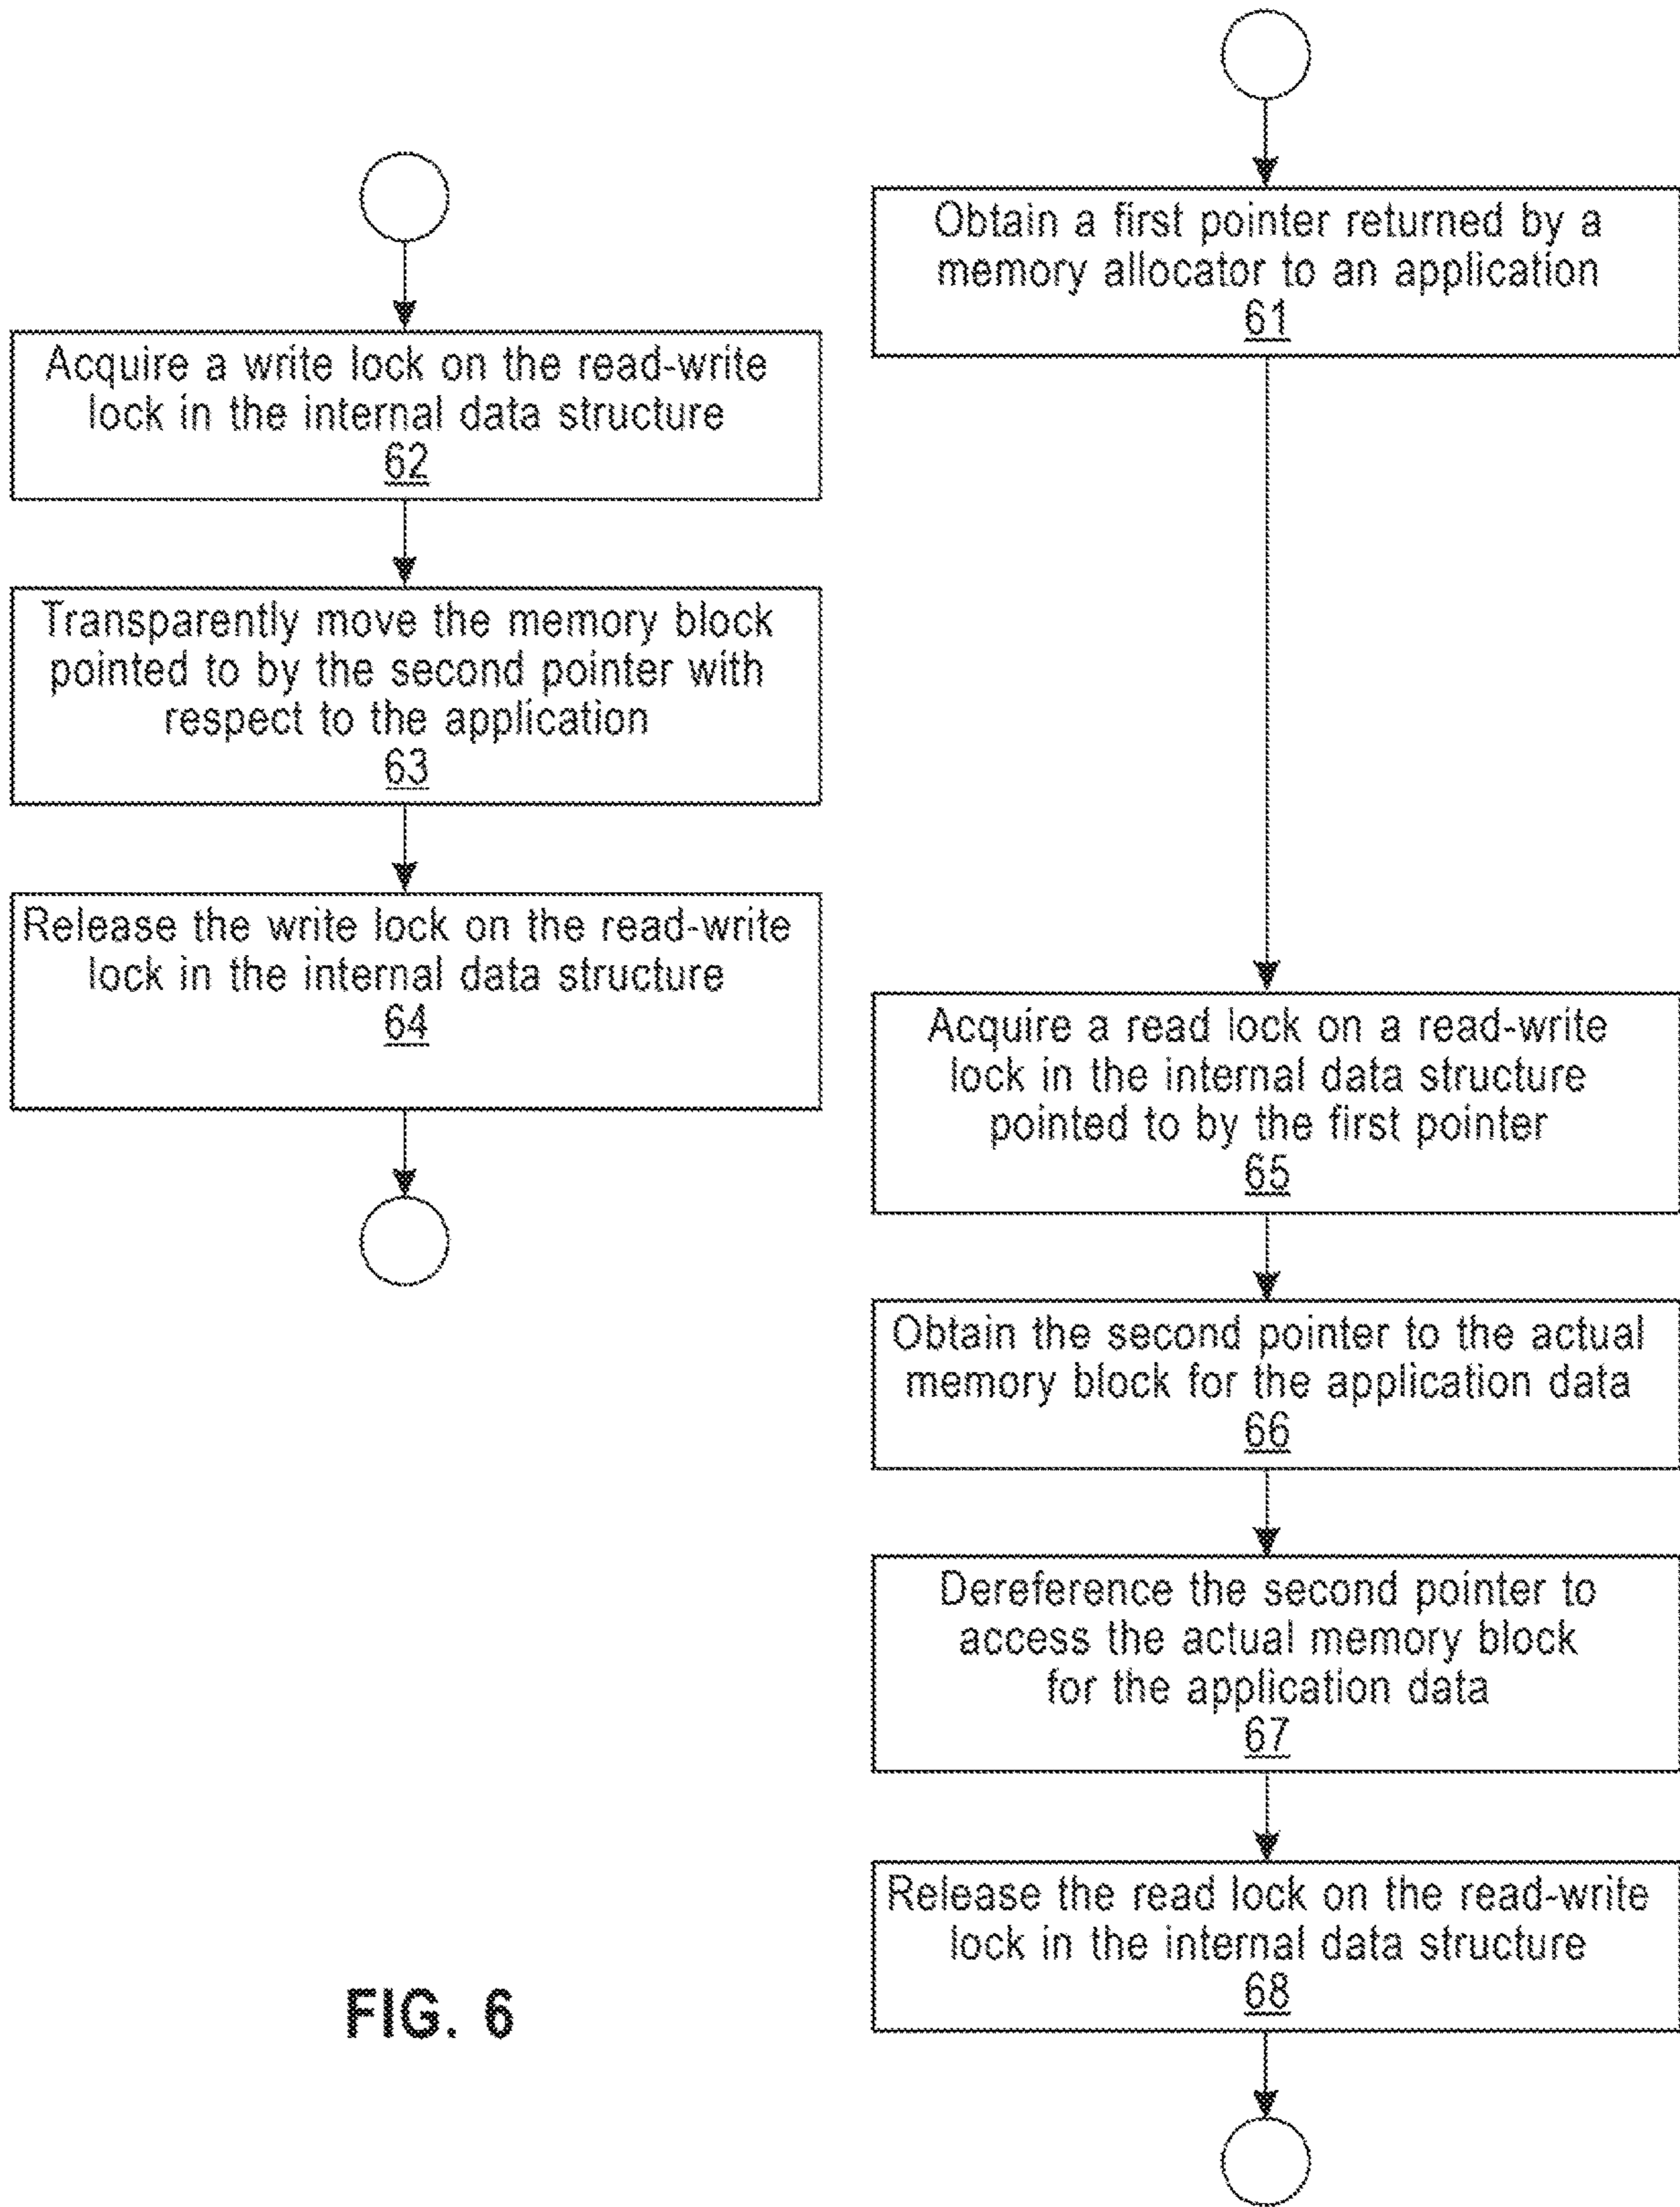 Acquire a write lock on the read-write
lock in the internal data structure
62
Transparently move the memory block
pointed to by the second pointer with
respect to the application
63
Release the write lock on the read-write
lock in the internal data structure
64
Obtain a first pointer returned by a
memory allocator to an application
61
Acquire a read lock on a read-write
lock in the internal data structure
pointed to by the first pointer
65
Obtain the second pointer to the actual
memory block for the application data
66
Dereference the second pointer to
access the actual memory block
for the application data
67
Release the read lock on the read-write
lock in the internal data structure
68
FIG. 6